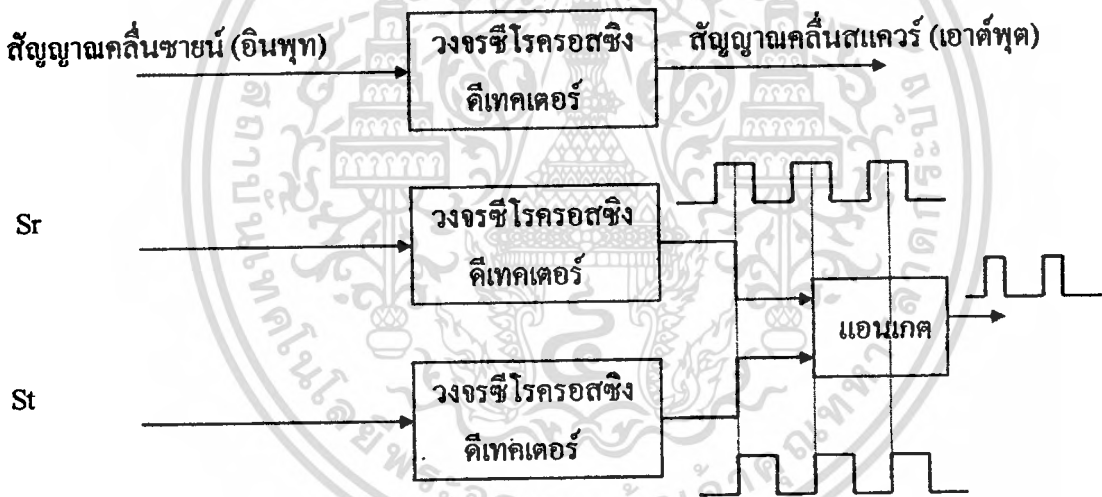 สัญญาณคลื่นซายน์ (อินพุท)
วงจรซีโรครอสซิง
ดีเทคเตอร์
สัญญาณคลื่นสแควร์ (เอาต์พุต)
Sr
วงจรซีโรครอสซิง
ดีเทคเตอร์
แอนเกต
St
วงจรซีโรครอสซิง
ดีเทคเตอร์